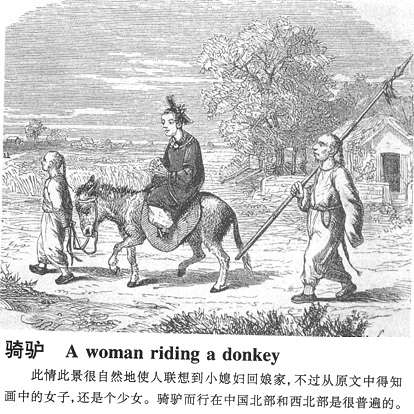 骑驴 A woman riding a donkey
此情此景很自然地使人联想到小媳妇回娘家，不过从原文中得知
画中的女子，还是个少女。骑驴而行在中国北部和西北部是很普遍的。